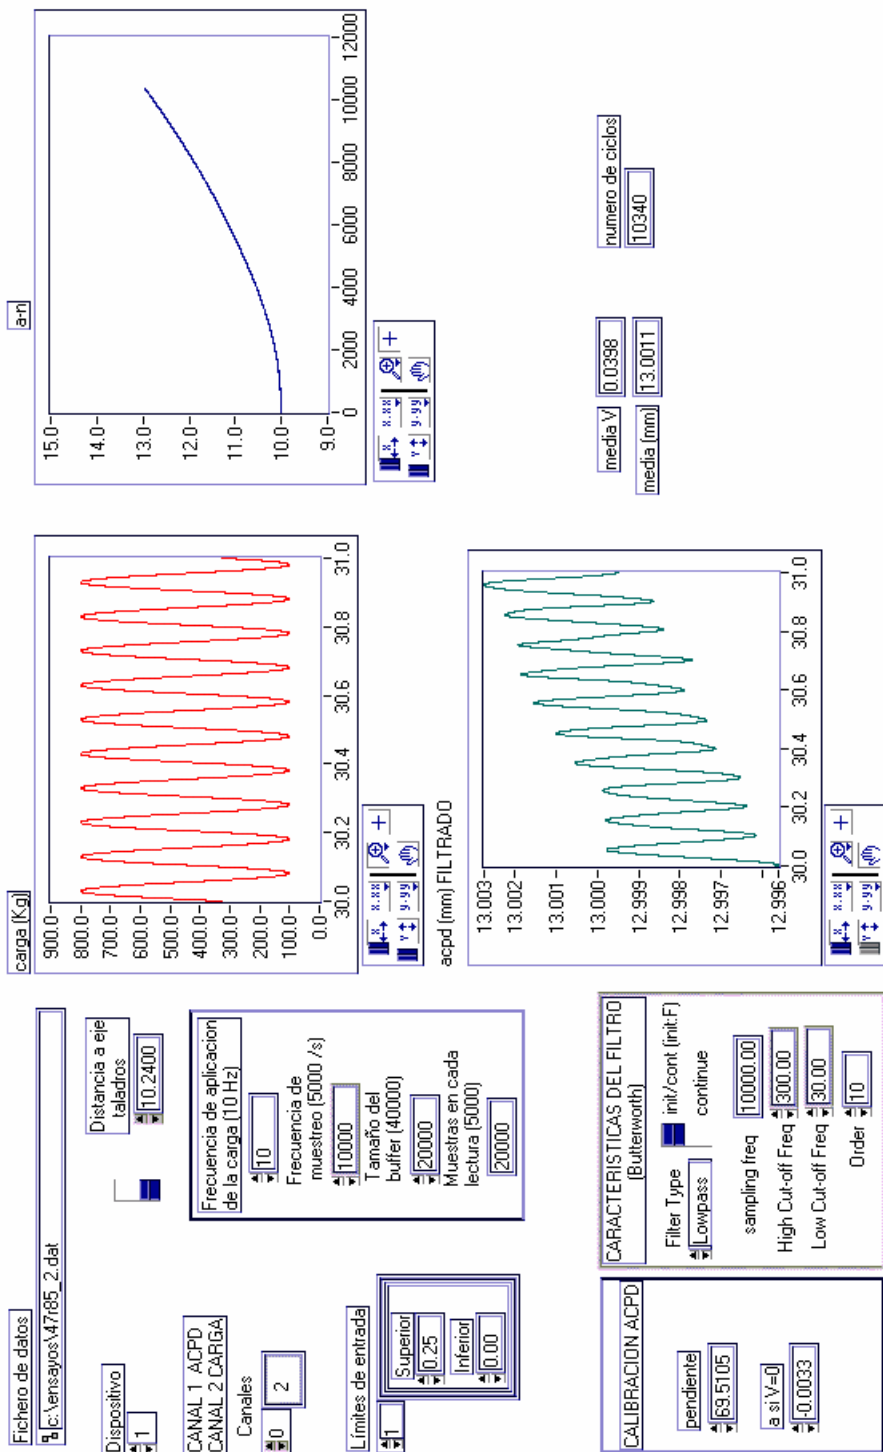 Fichero de datos
c:\ensayos\47r85_2.dat
Dispositivo
1
Distancia a eje
taladros
10.2400
CANAL 1 ACPD
CANAL 2 CARGA
Canales
0
2
Límites de entrada
1
Superior
0.25
Inferior
0.00
Frecuencia de aplicacion
de la carga (10 Hz)
10
Frecuencia de
muestreo (5000 /s)
10000
Tamaño del
buffer (40000)
20000
Muestras en cada
lectura (5000)
20000
CALIBRACION ACPD
pendiente
69.5105
a si V=0
-0.0033
CARACTERISTICAS DEL FILTRO
(Butterworth)
Filter Type
Lowpass
init/cont (init:F)
continue
sampling freq
10000.00
High Cut-off Freq
300.00
Low Cut-off Freq
30.00
Order
10
carga (Kg)
900.0
800.0
700.0
600.0
500.0
400.0
300.0
200.0
100.0
0.0
30.0 30.2 30.4 30.6 30.8 31.0
X x.xx
Y y.yy
acpd (mm) FILTRADO
13.003
13.002
13.001
13.000
12.999
12.998
12.997
12.996
30.0 30.2 30.4 30.6 30.8 31.0
X x.xx
Y y.yy
a-n
15.0
14.0
13.0
12.0
11.0
10.0
9.0
0 2000 4000 6000 8000 10000 12000
X x.xx
Y y.yy
media V
0.0398
media (mm)
13.0011
numero de ciclos
10340